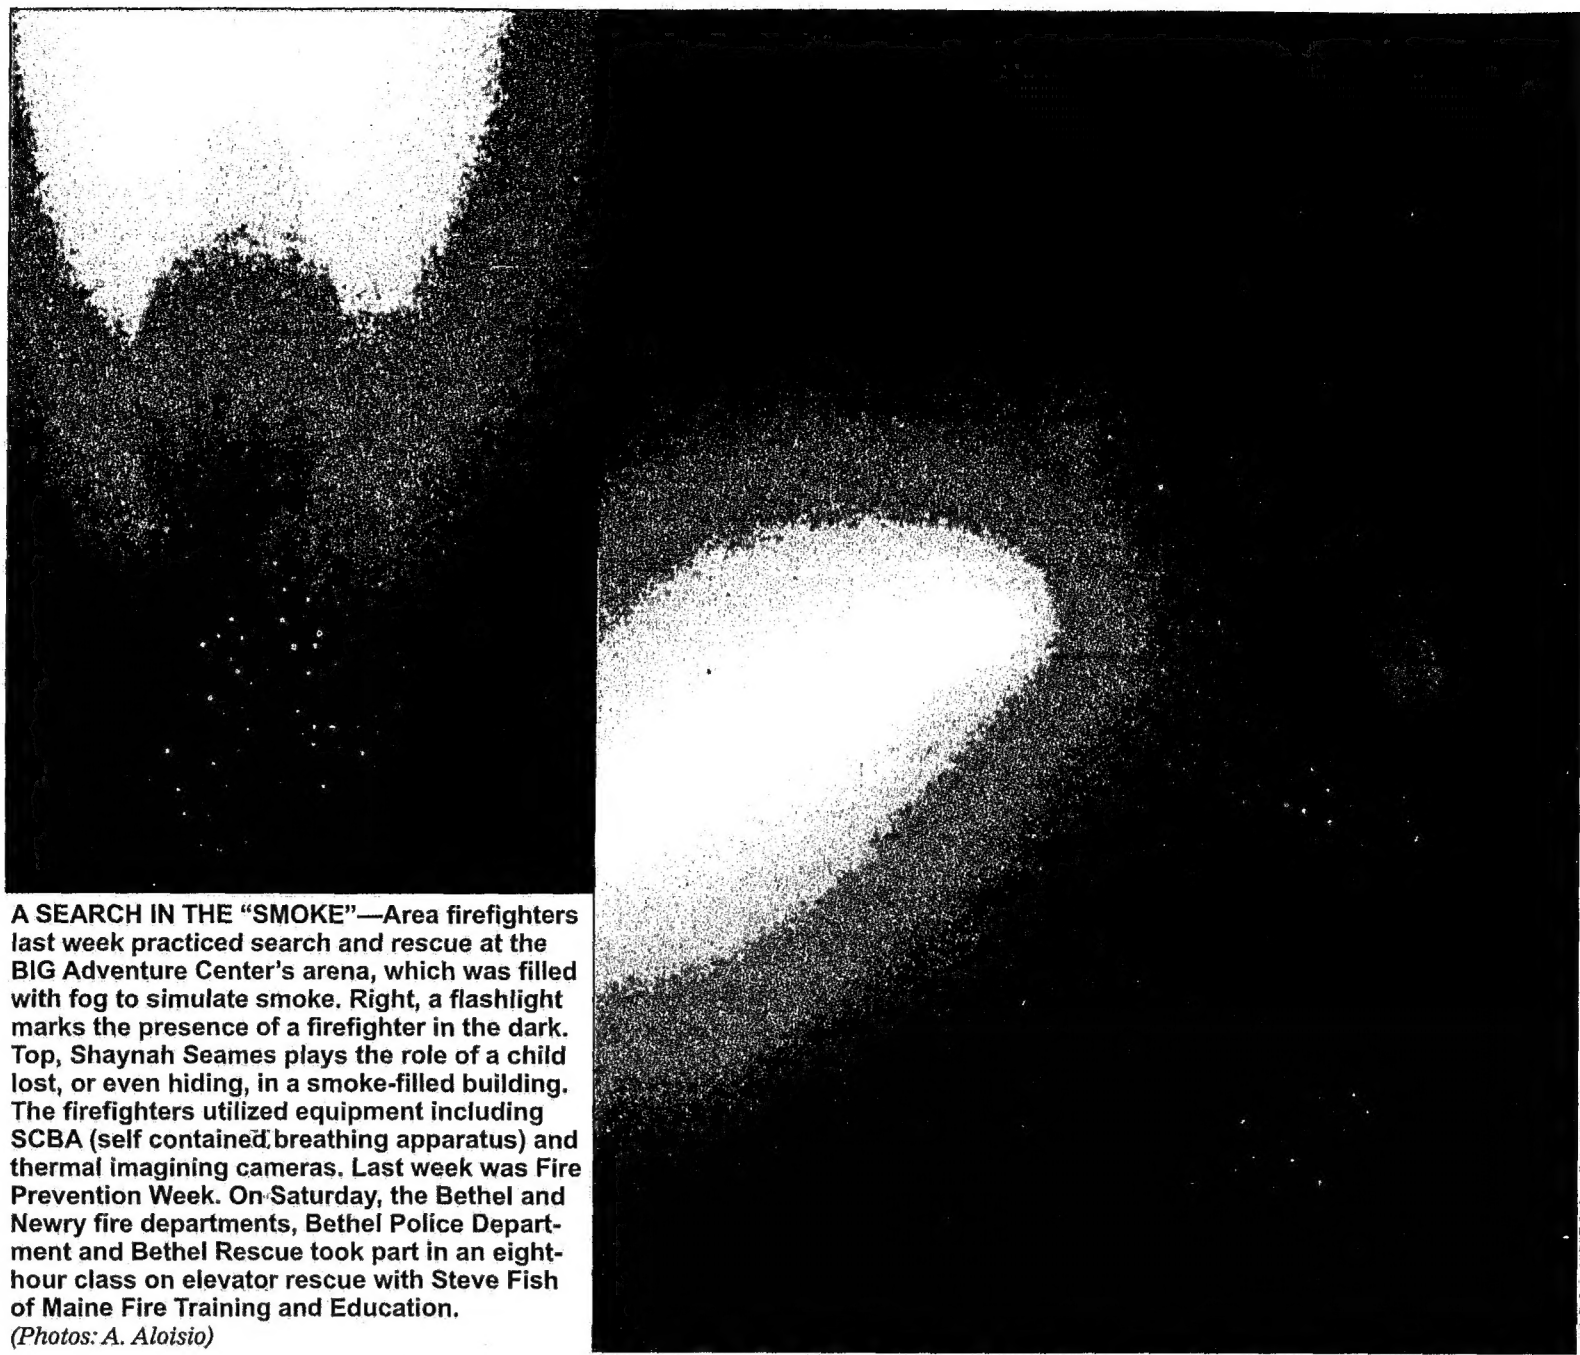 A SEARCH IN THE “SMOKE”—Area firefighters
last week practiced search and rescue at the
BIG Adventure Center’s arena, which was filled
with fog to simulate smoke. Right, a flashlight
marks the presence of a firefighter in the dark.
Top, Shaynah Seames plays the role of a child
lost, or even hiding, in a smoke-filled building.
The firefighters utilized equipment including
SCBA (self contained breathing apparatus) and
thermal imagining cameras. Last week was Fire
Prevention Week. On Saturday, the Bethel and
Newry fire departments, Bethel Police Depart-
ment and Bethel Rescue took part in an eight-
hour class on elevator rescue with Steve Fish
of Maine Fire Training and Education.
(Photos: A. Aloisio)